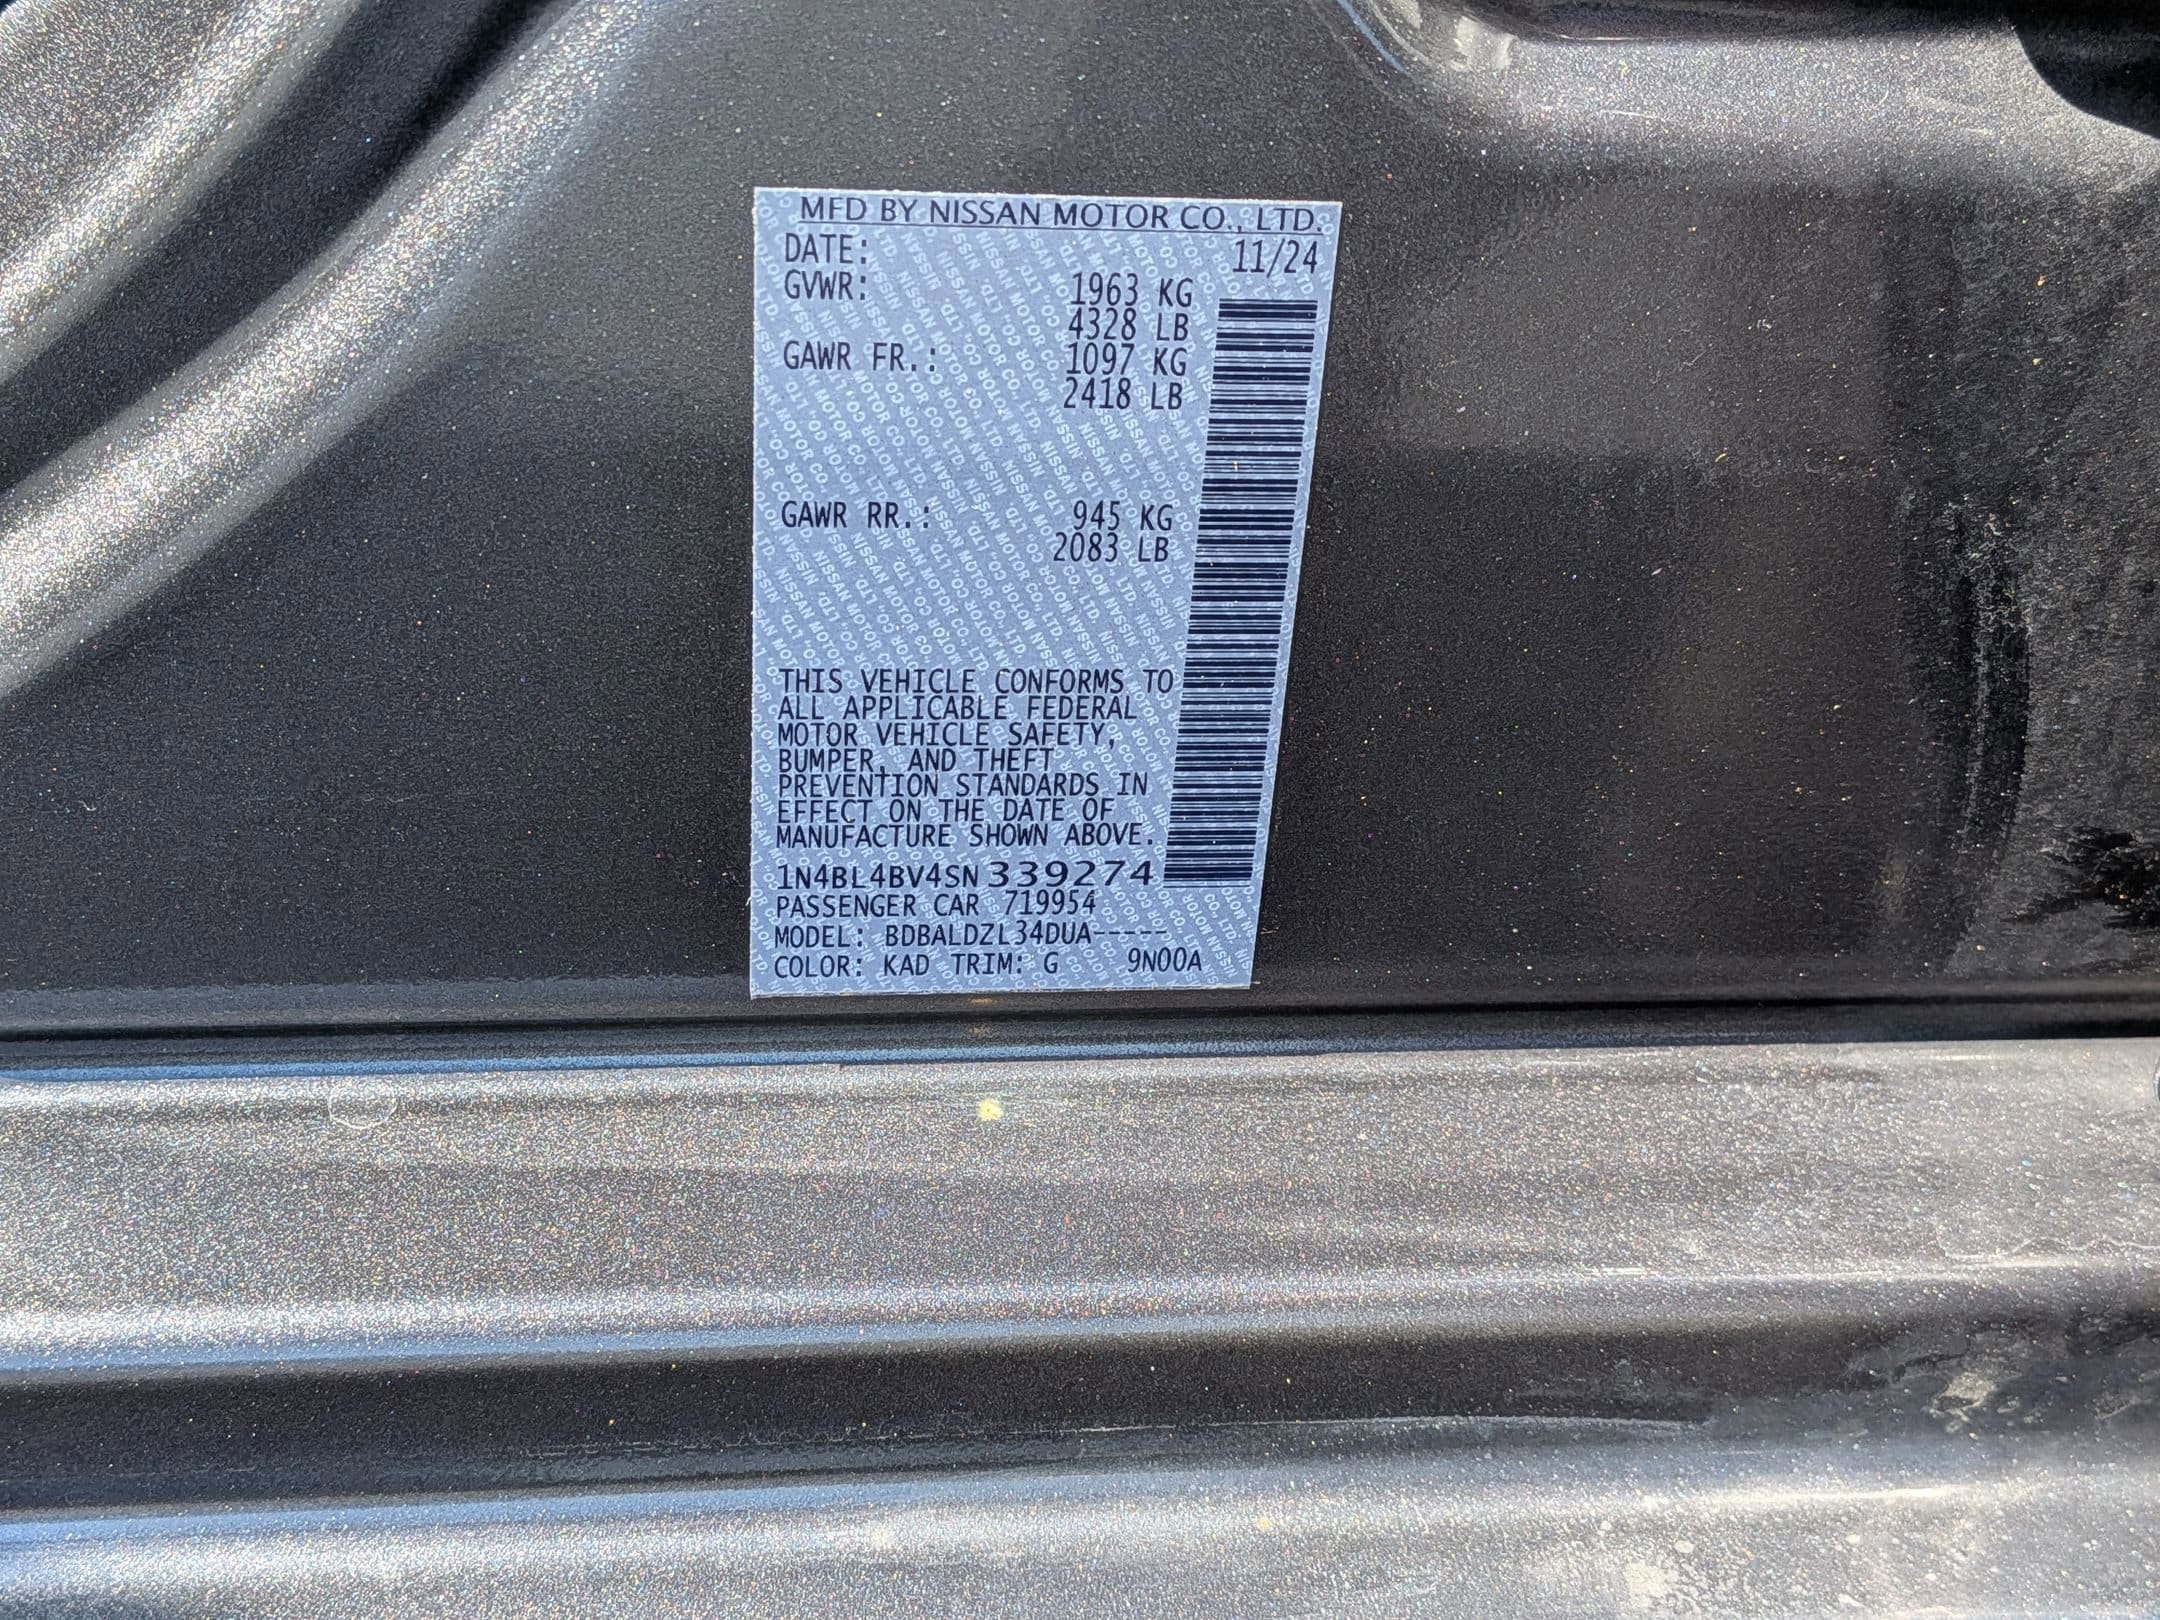 MFD BY NISSAN MOTOR CO., LTD.
DATE: 11/24
GVWR: 1963 KG
4328 LB
GAWR FR.: 1097 KG
2418 LB
GAWR RR.: 945 KG
2083 LB
THIS VEHICLE CONFORMS TO
ALL APPLICABLE FEDERAL
MOTOR VEHICLE SAFETY,
BUMPER, AND THEFT
PREVENTION STANDARDS IN
EFFECT ON THE DATE OF
MANUFACTURE SHOWN ABOVE.
1N4BL4BV4SN339274
PASSENGER CAR 719954
MODEL: BDBALDZL34DUA-----
COLOR: KAD TRIM: G 9N00A